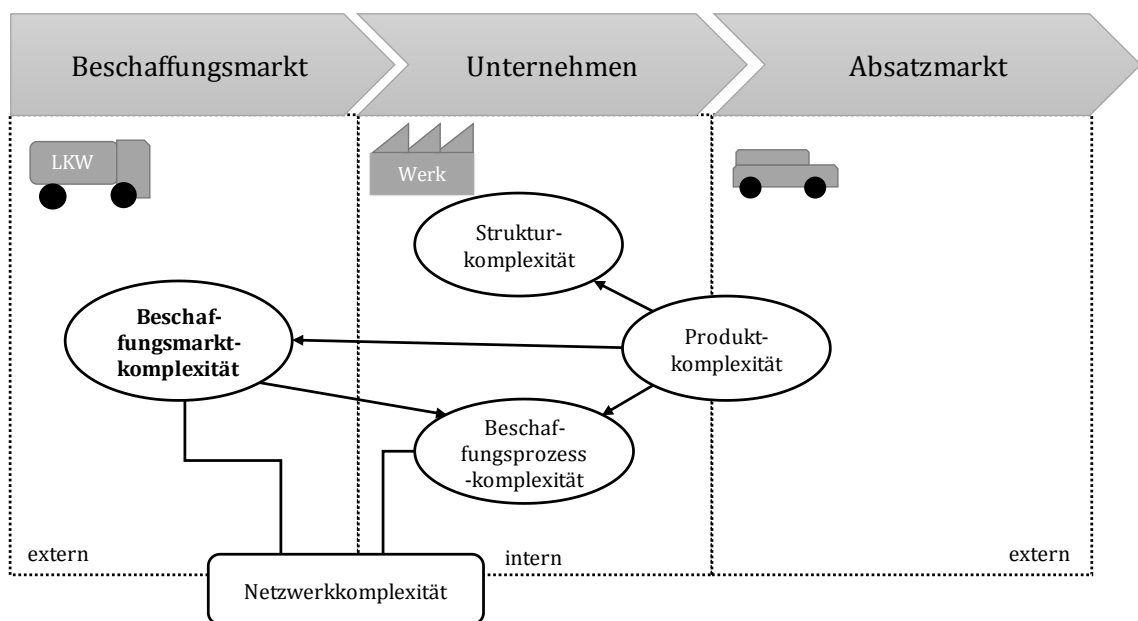 Beschaffungsmarkt
Unternehmen
Absatzmarkt
LKW
Werk
Struktur-
komplexität
Beschaf-
fungsmarkt-
komplexität
Produkt-
komplexität
Beschaf-
fungsprozess
-komplexität
extern
intern
extern
Netzwerkkomplexität